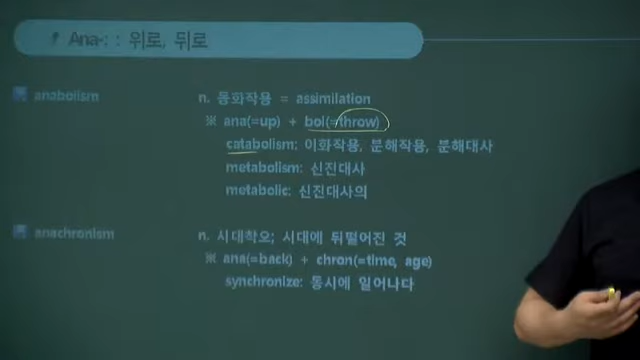 Ana- : 위로, 뒤로
anabolism n. 동화작용 = assimilation
※ ana(=up) + bol(=throw)
catabolism: 이화작용, 분해작용, 분해대사
metabolism: 신진대사
metabolic: 신진대사의
anachronism n. 시대착오; 시대에 뒤떨어진 것
※ ana(=back) + chron(=time, age)
synchronize: 동시에 일어나다